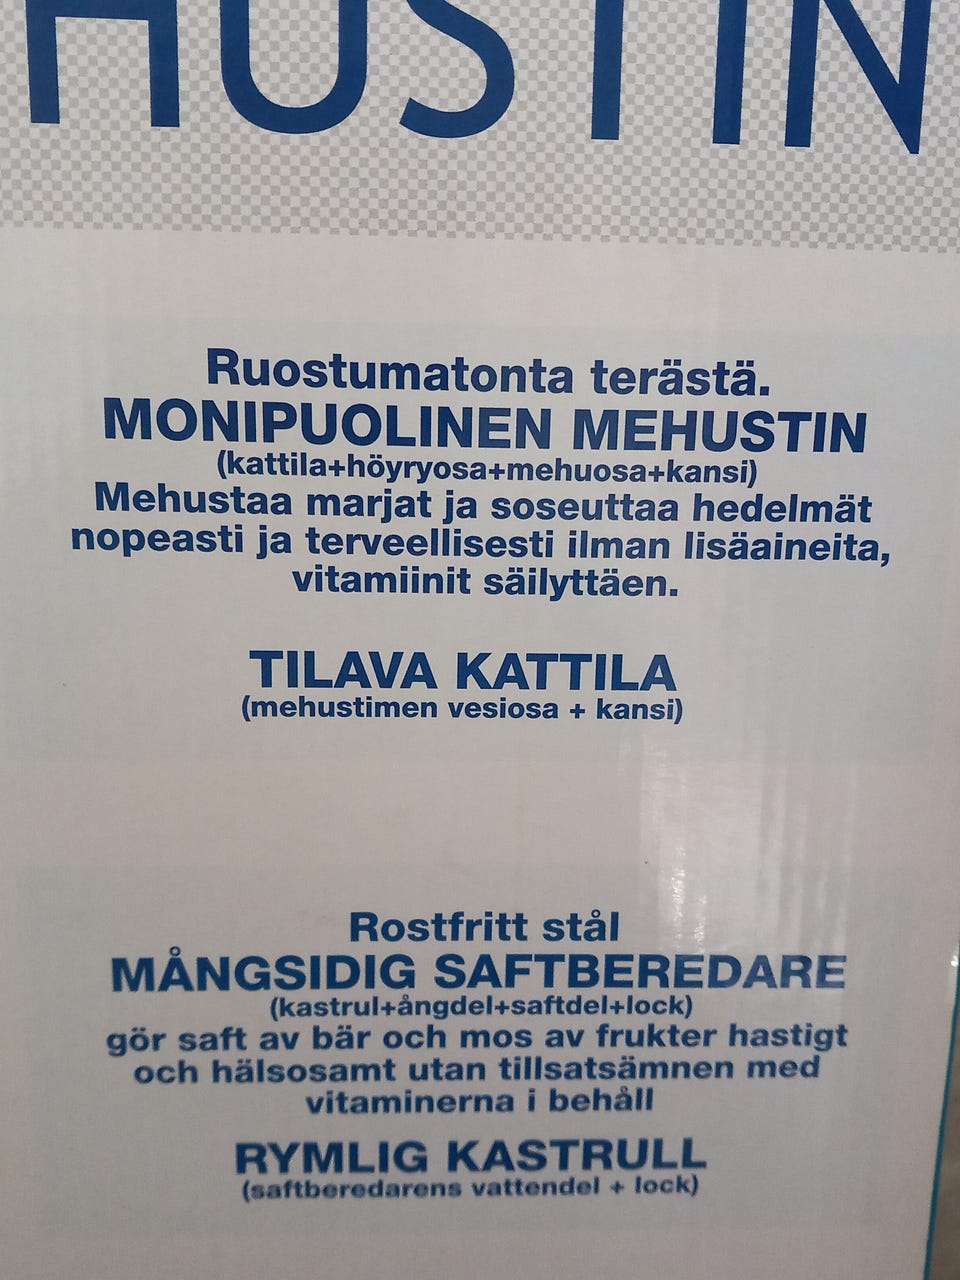 HUSTIN
Ruostumatonta terästä.
MONIPUOLINEN MEHUSTIN
(kattila+höyryosa+mehuosa+kansi)
Mehustaa marjat ja soseuttaa hedelmät
nopeasti ja terveellisesti ilman lisäaineita,
vitamiinit säilyttäen.
TILAVA KATTILA
(mehustimen vesiosa + kansi)
Rostfritt stål
MÅNGSIDIG SAFTBEREDARE
(kastrul+ångdel+saftdel+lock)
gör saft av bär och mos av frukter hastigt
och hälsosamt utan tillsatsämnen med
vitaminerna i behåll
RYMLIG KASTRULL
(saftberedarens vattendel + lock)